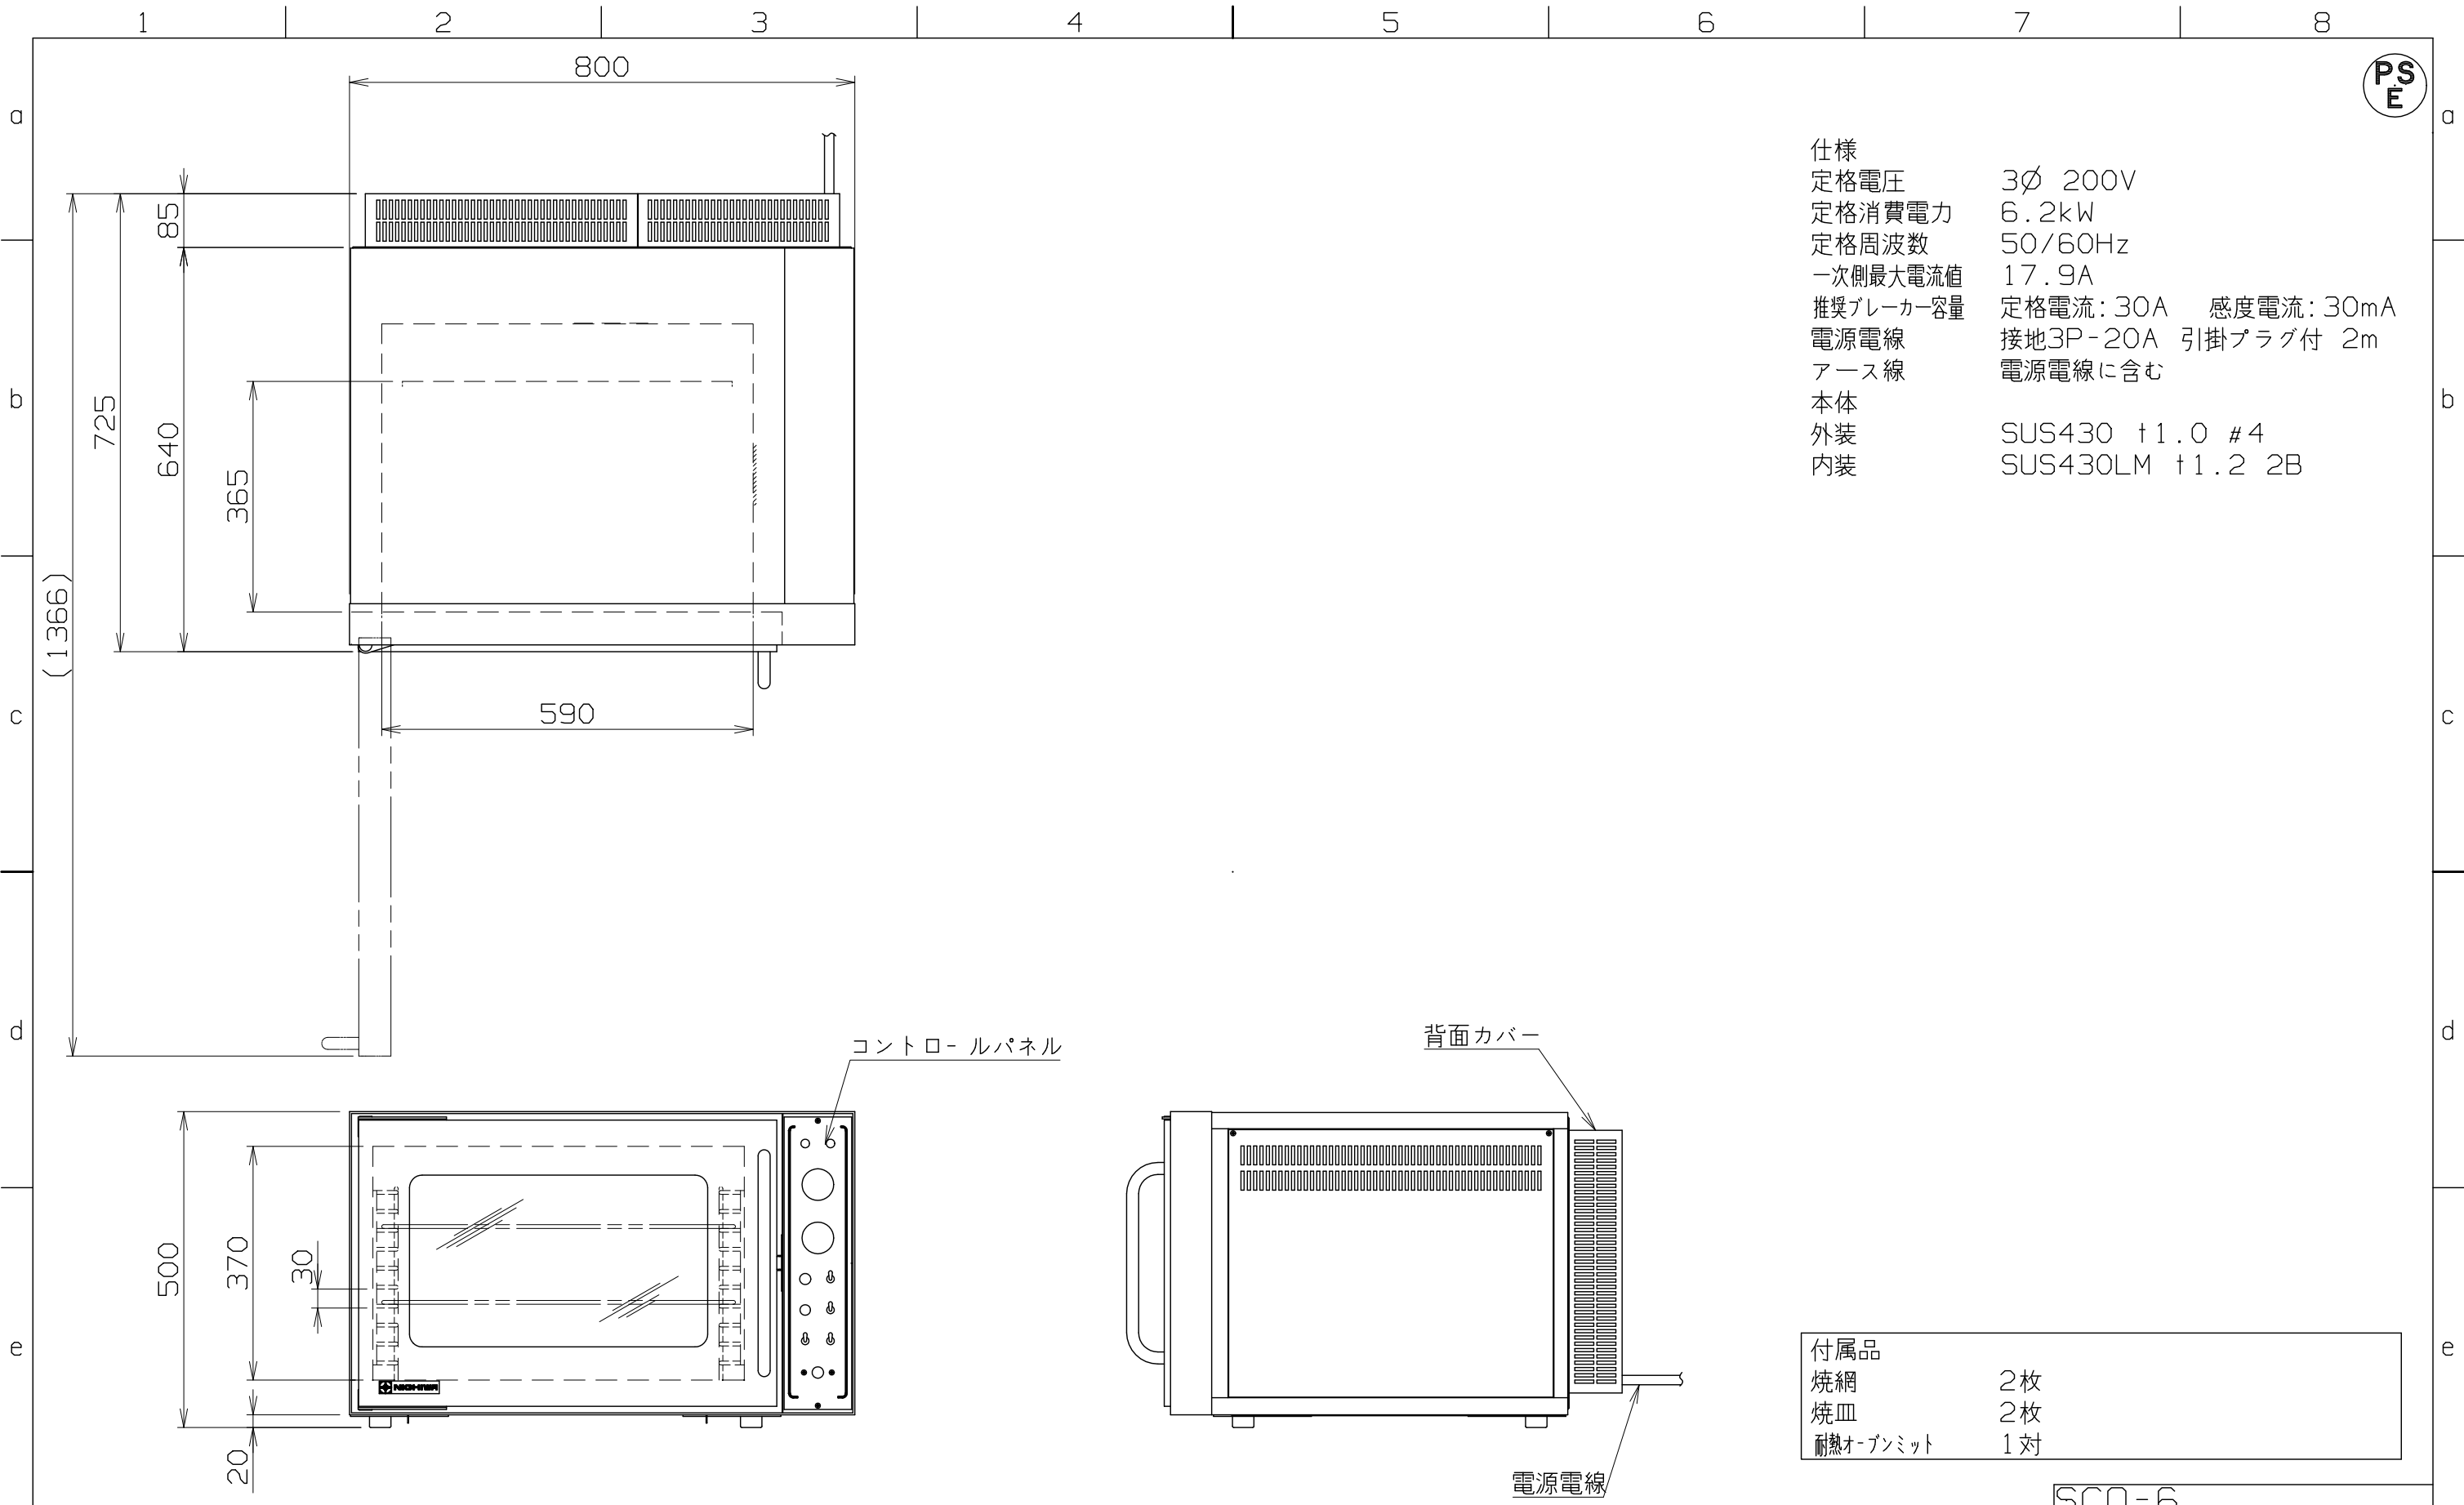 1 2 3 4 5 6 7 8
800
PS
E
a a
仕様
定格電圧 3Ø 200V
定格消費電力 6.2kW
定格周波数 50/60Hz
一次側最大電流値 17.9A
推奨ブレーカー容量 定格電流:30A 感度電流:30mA
電源電線 接地3P-20A 引掛プラグ付 2m
アース線 電源電線に含む
本体
外装 SUS430 t1.0 #4
内装 SUS430LM t1.2 2B
85
b b
725
640
365
(1366)
590
c c
d d
コントロールパネル
背面カバー
500
370
30
20
NICHIWA
e e
電源電線
付属品
焼網 2枚
焼皿 2枚
耐熱オーブンミット 1対
SCO-6